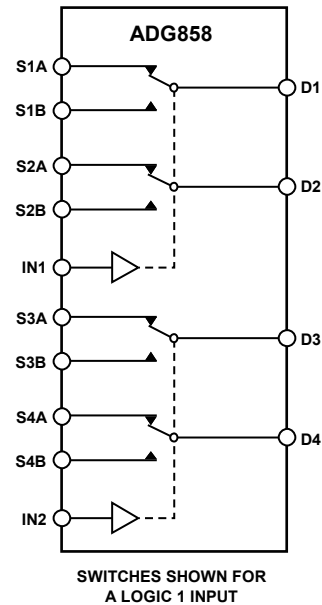 ADG858
S1A
D1
S1B
S2A
D2
S2B
IN1
S3A
D3
S3B
S4A
D4
S4B
IN2
SWITCHES SHOWN FOR
A LOGIC 1 INPUT